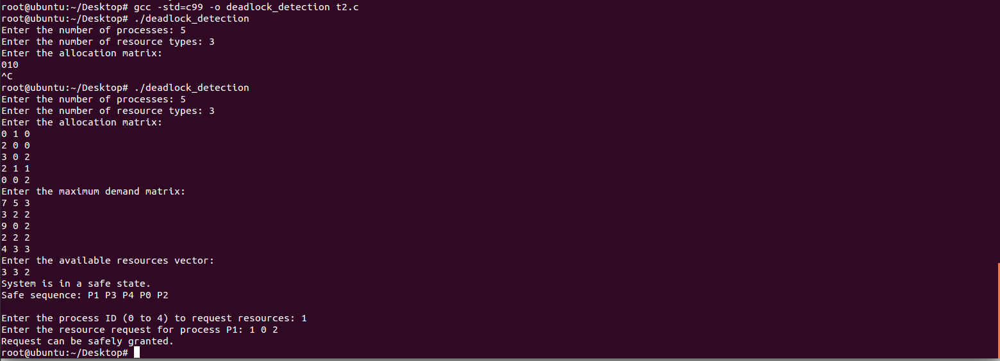 root@ubuntu:~/Desktop# gcc -std=c99 -o deadlock_detection t2.c
root@ubuntu:~/Desktop# ./deadlock_detection
Enter the number of processes: 5
Enter the number of resource types: 3
Enter the allocation matrix:
010
^C
root@ubuntu:~/Desktop# ./deadlock_detection
Enter the number of processes: 5
Enter the number of resource types: 3
Enter the allocation matrix:
0 1 0
2 0 0
3 0 2
2 1 1
0 0 2
Enter the maximum demand matrix:
7 5 3
3 2 2
9 0 2
2 2 2
4 3 3
Enter the available resources vector:
3 3 2
System is in a safe state.
Safe sequence: P1 P3 P4 P0 P2
Enter the process ID (0 to 4) to request resources: 1
Enter the resource request for process P1: 1 0 2
Request can be safely granted.
root@ubuntu:~/Desktop#